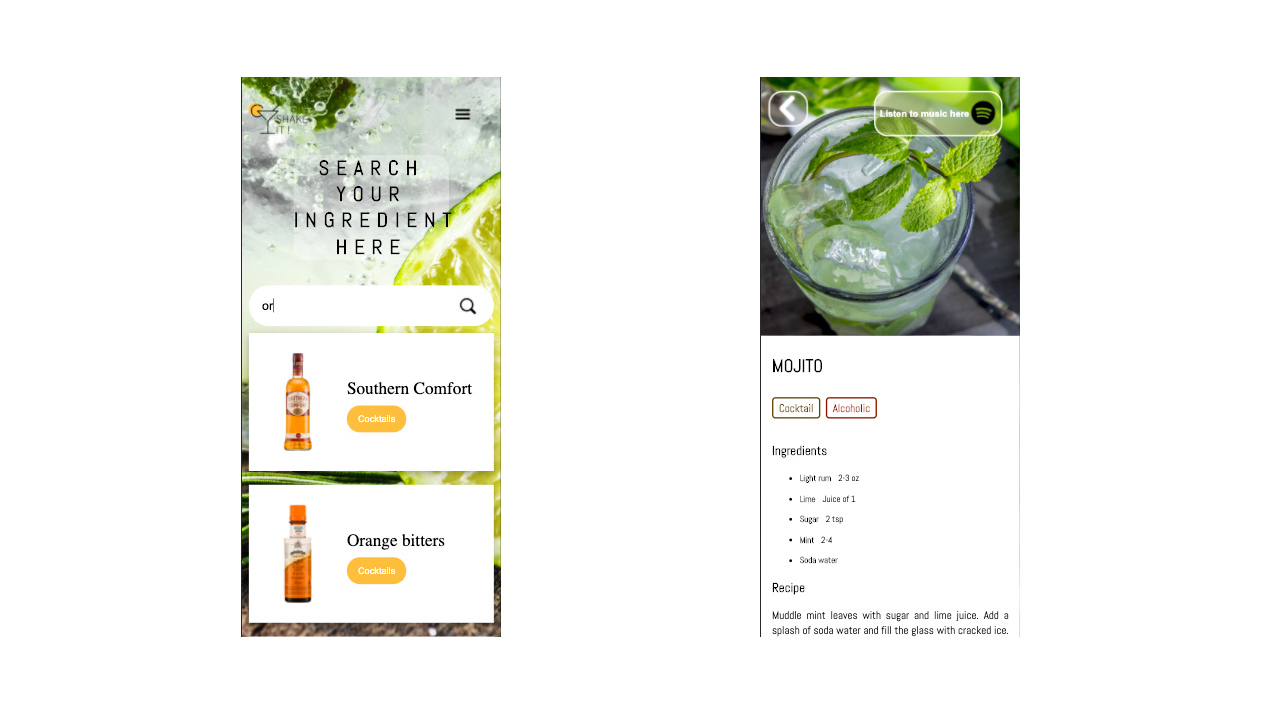 SHAKE
IT!
SEARCH
YOUR
INGREDIENT
HERE
or
Southern Comfort
Cocktails
Orange bitters
Cocktails
Listen to music here
MOJITO
Cocktail Alcoholic
Ingredients
Light rum 2-3 oz
Lime Juice of 1
Sugar 2 tsp
Mint 2-4
Soda water
Recipe
Muddle mint leaves with sugar and lime juice. Add a
splash of soda water and fill the glass with cracked ice.